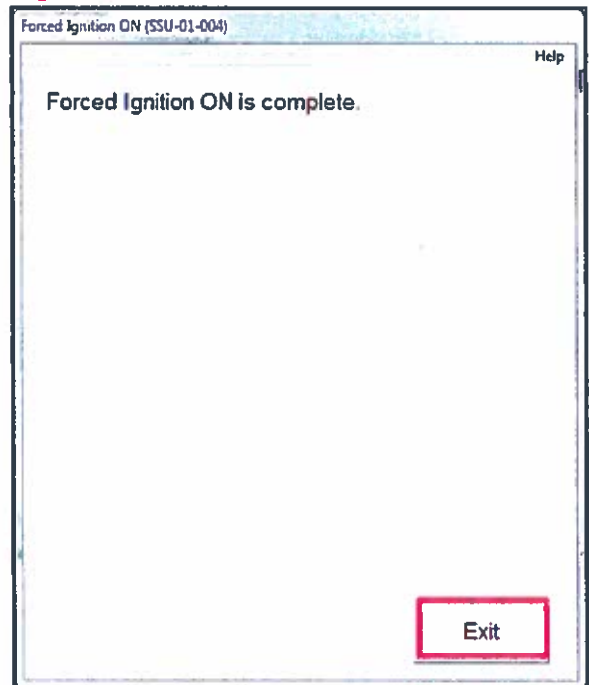 Forced Ignition ON (SSU-01-004)
Help
Forced Ignition ON is complete.
Exit